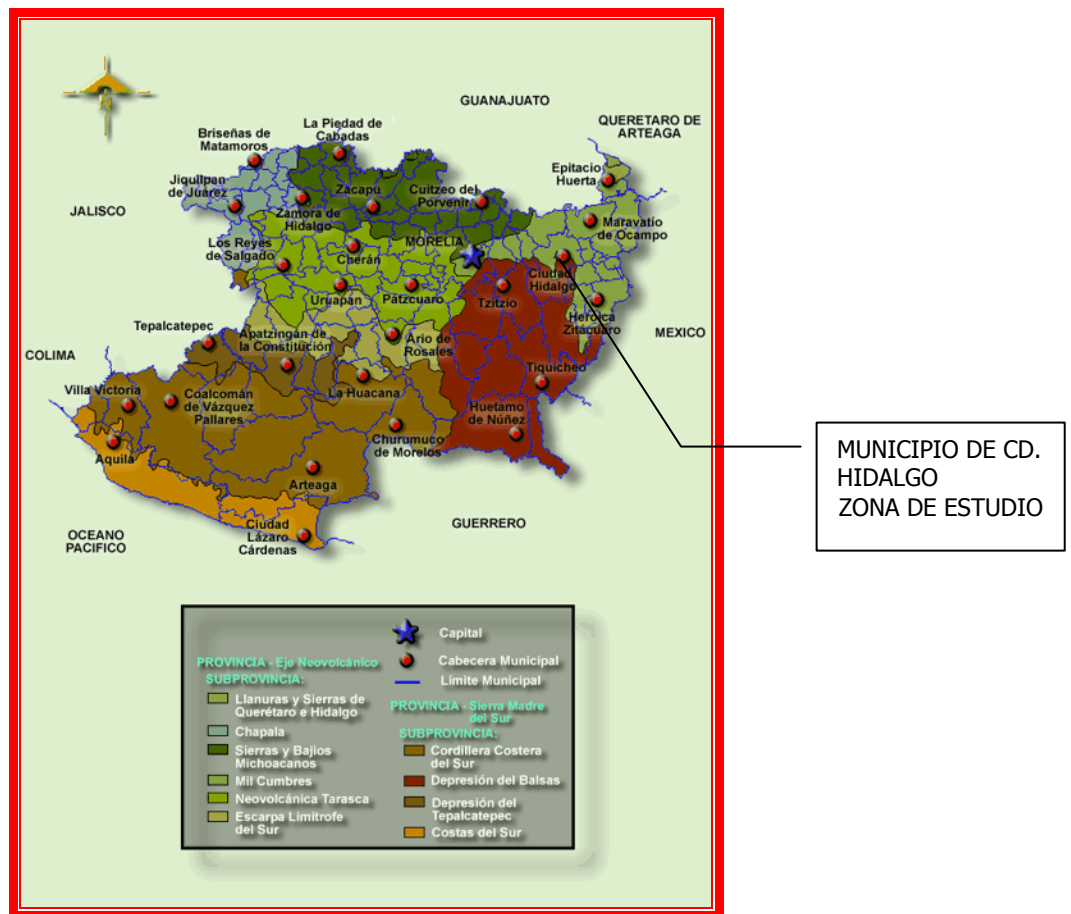 GUANAJUATO
QUERETARO DE
ARTEAGA
La Piedad de
Cabadas
Briseñas de
Matamoros
Epitacio
Huerta
Jiquilpan
de Juárez
Zacapu
Cuitzeo del
Porvenir
JALISCO
Zamora de
Hidalgo
Maravatío
de Ocampo
Los Reyes
de Salgado
MORELIA
Cherán
Ciudad
Hidalgo
Uruapan
Pátzcuaro
Tzitzio
Heróica
Zitácuaro
Tepalcatepec
Apatzingán de
la Constitución
Ario de
Rosales
MEXICO
COLIMA
Tiquicheo
Villa Victoria
Coalcomán
de Vázquez
Pallares
La Huacana
Huetamo
de Núñez
Churumuco
de Morelos
Aquila
Arteaga
GUERRERO
Ciudad
Lázaro
Cárdenas
OCEANO
PACIFICO
N
MUNICIPIO DE CD.
HIDALGO
ZONA DE ESTUDIO
Capital
Cabecera Municipal
Límite Municipal
PROVINCIA - Eje Neovolcánico
SUBPROVINCIA:
Llanuras y Sierras de
Querétaro e Hidalgo
Chapala
Sierras y Bajios
Michoacanos
Mil Cumbres
Neovolcánica Tarasca
Escarpa Limitrofe
del Sur
PROVINCIA - Sierra Madre
del Sur
SUBPROVINCIA:
Cordillera Costera
del Sur
Depresión del Balsas
Depresión del
Tepalcatepec
Costas del Sur